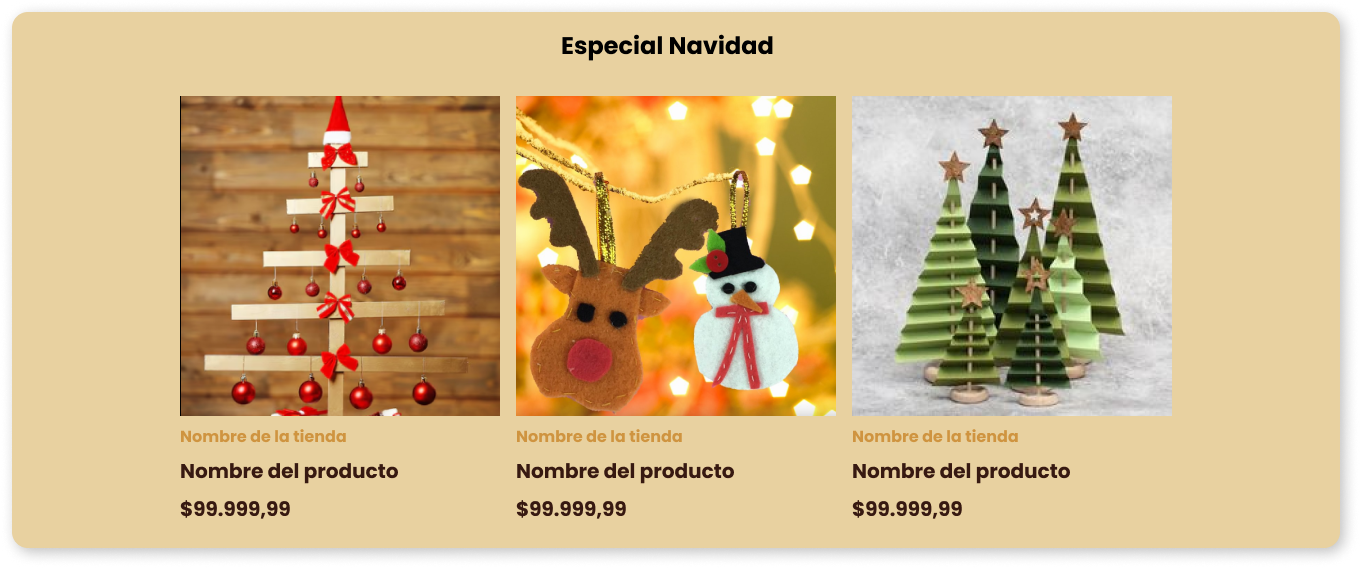 Especial Navidad
Nombre de la tienda
Nombre del producto
$99.999,99
Nombre de la tienda
Nombre del producto
$99.999,99
Nombre de la tienda
Nombre del producto
$99.999,99